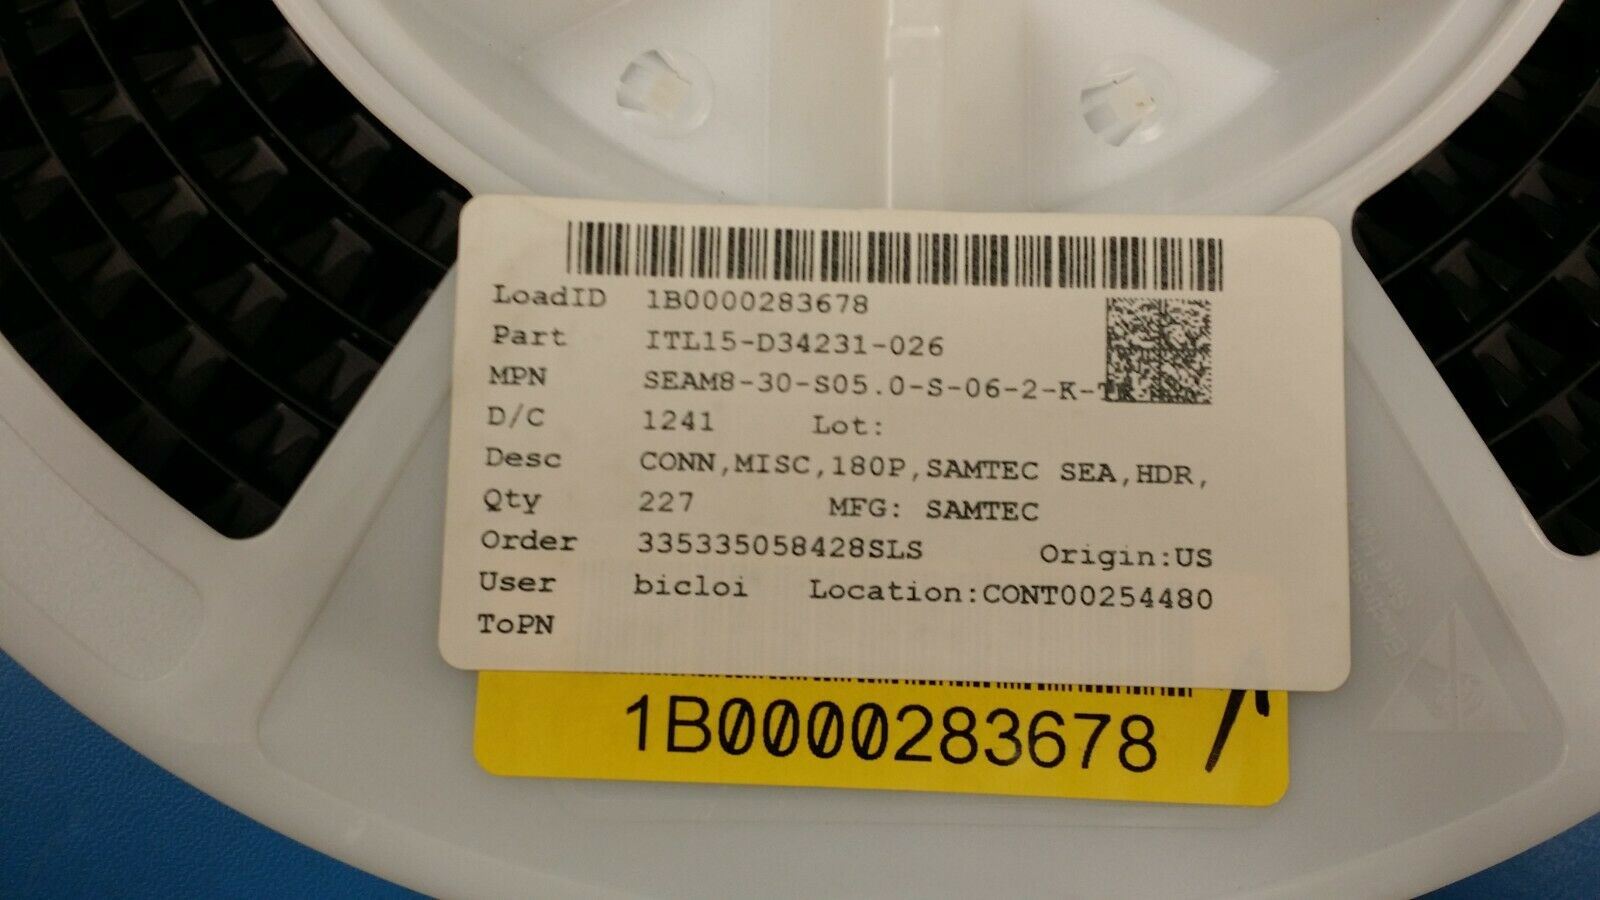 LoadID 1B0000283678
Part ITL15-D34231-026
MPN SEAM8-30-S05.0-S-06-2-K-TR
D/C 1241 Lot:
Desc CONN,MISC,180P,SAMTEC SEA,HDR,
Qty 227 MFG: SAMTEC
Order 335335058428SLS Origin:US
User bicloi Location:CONT00254480
ToPN
1B0000283678